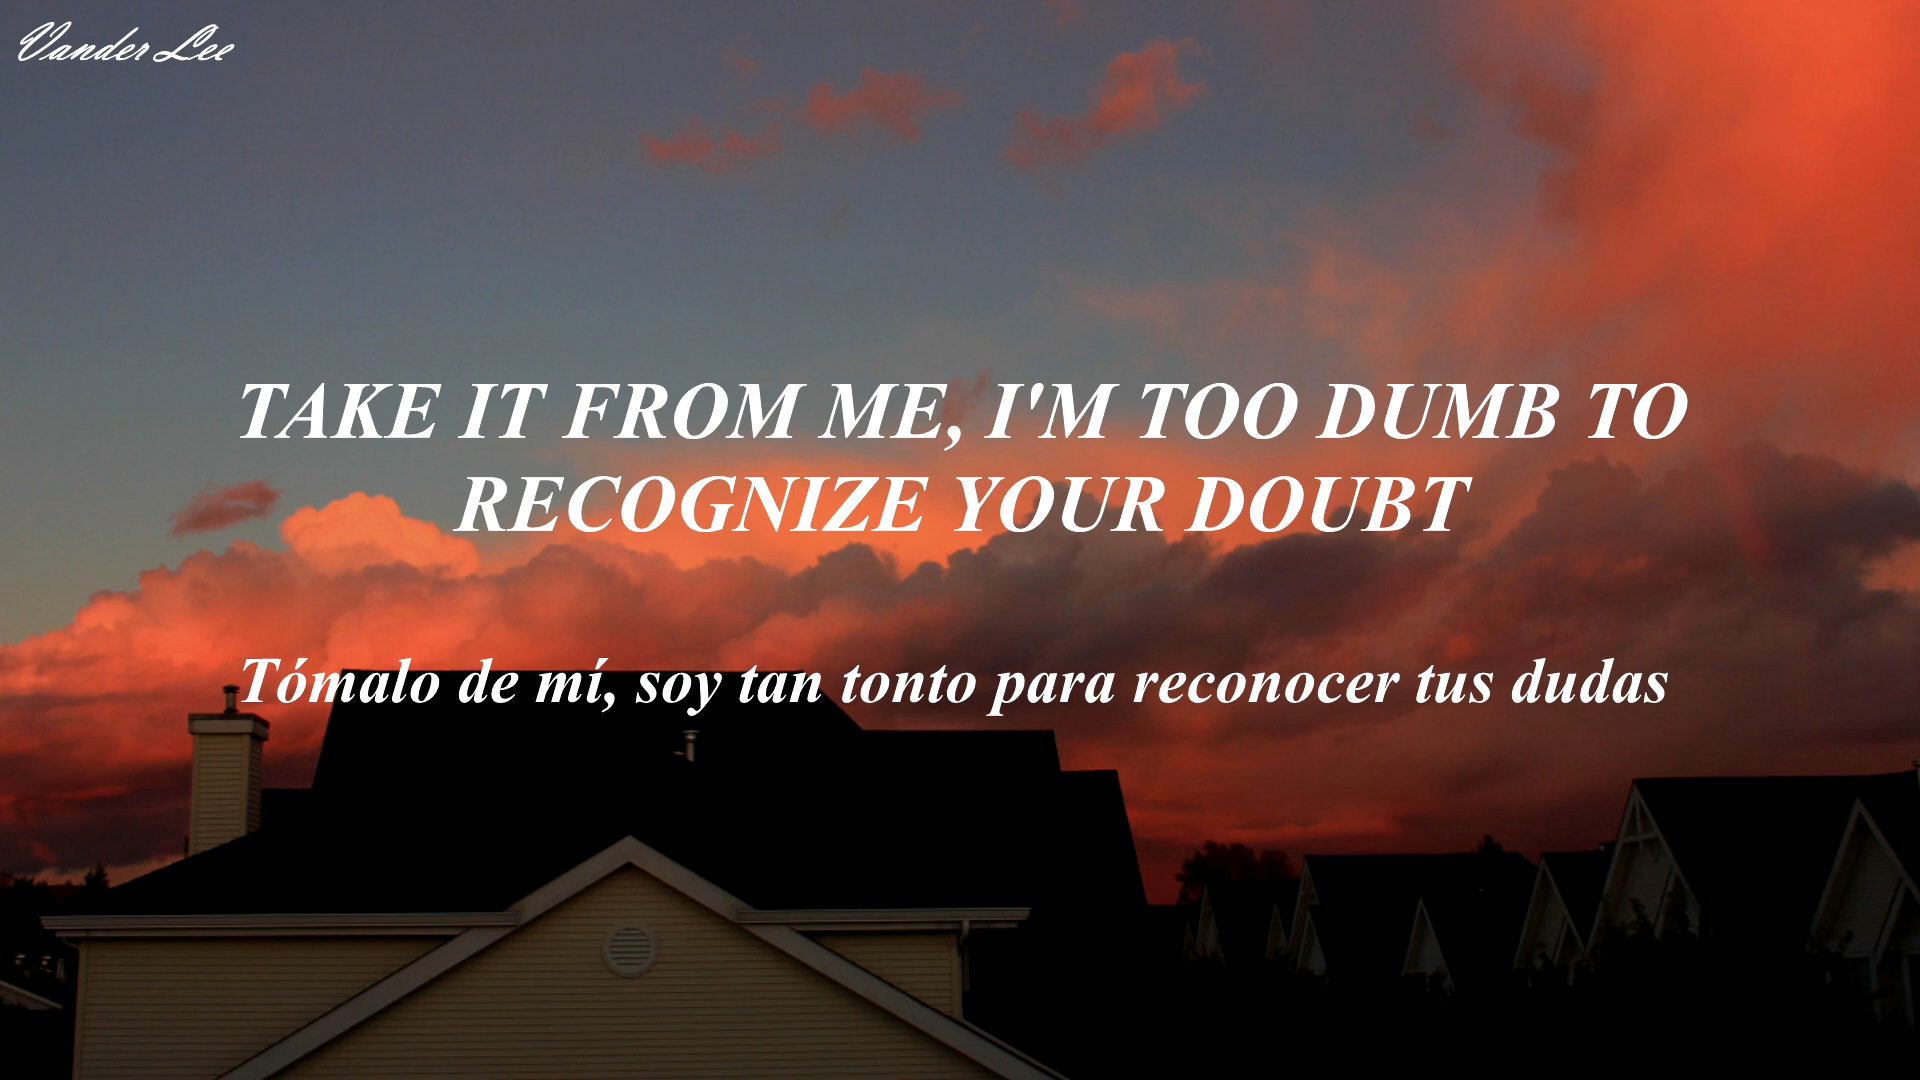 Vander Lee
TAKE IT FROM ME, I'M TOO DUMB TO
RECOGNIZE YOUR DOUBT
Tómalo de mí, soy tan tonto para reconocer tus dudas